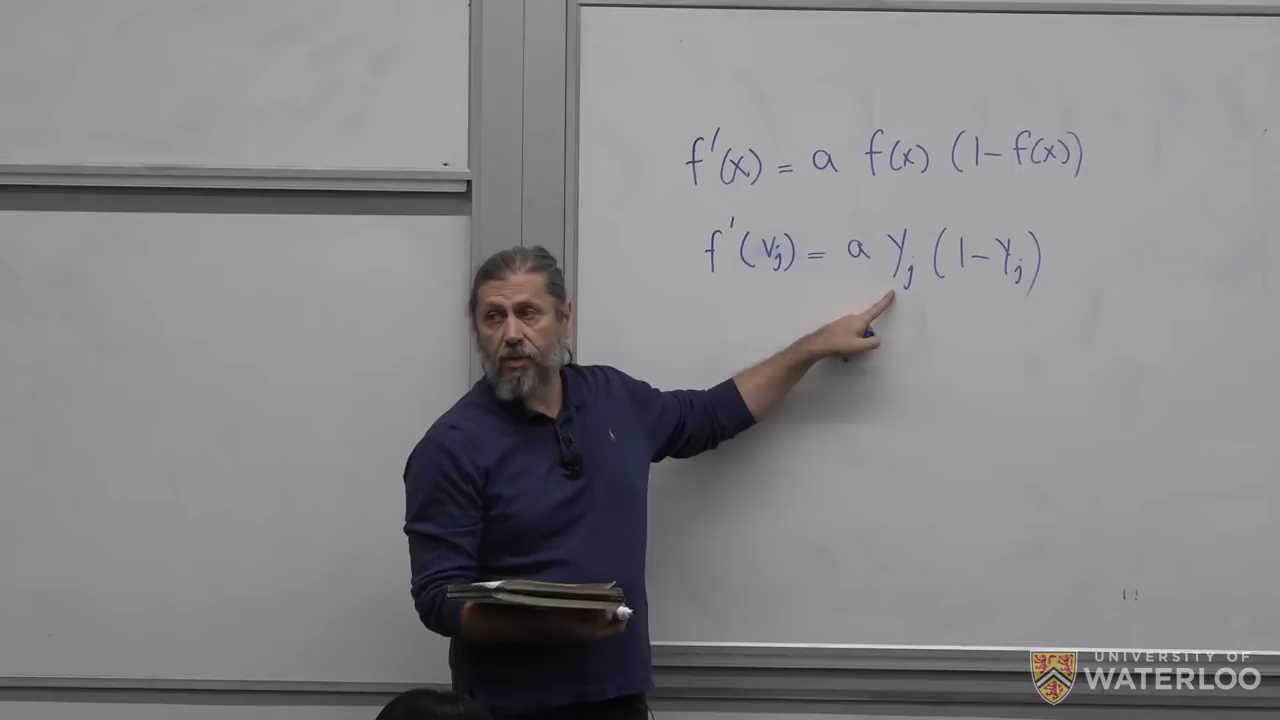 f'(x) = a f(x) (1 - f(x))
f'(vj) = a yj (1 - yj)
UNIVERSITY OF
WATERLOO